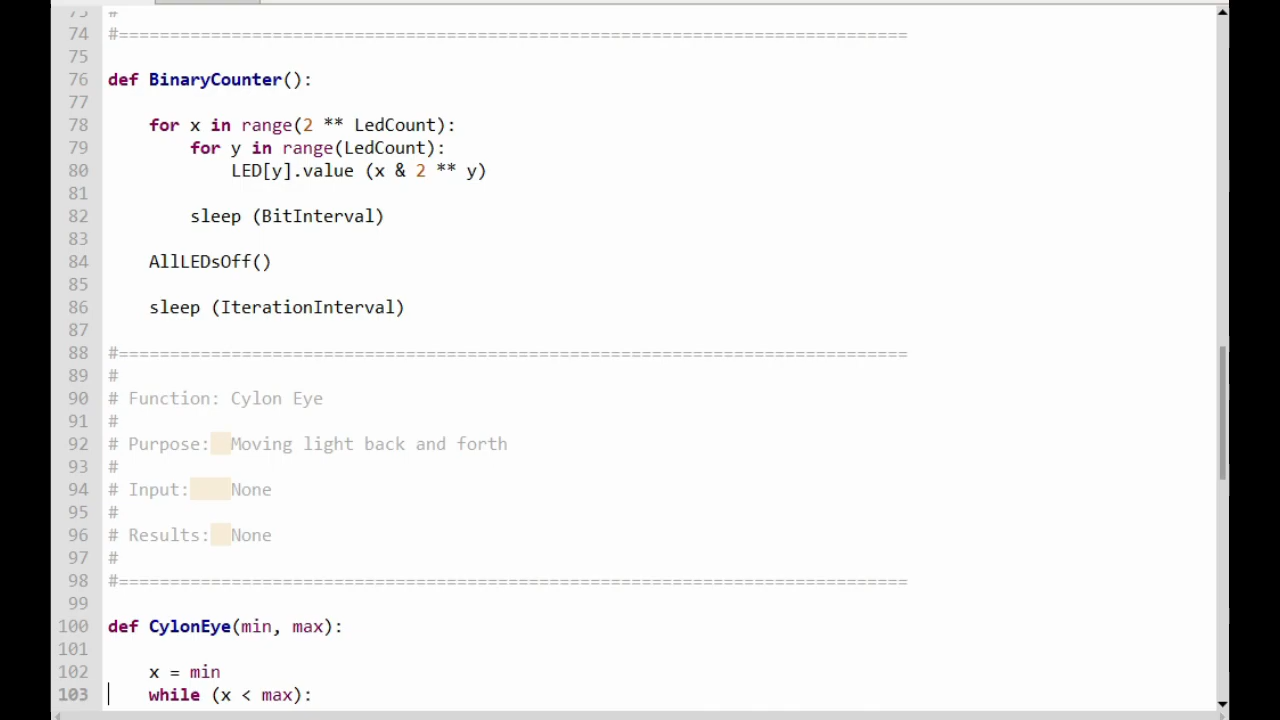 73 #
74 #=============================================================================
75
76 def BinaryCounter():
77
78     for x in range(2 ** LedCount):
79         for y in range(LedCount):
80             LED[y].value (x & 2 ** y)
81
82         sleep (BitInterval)
83
84     AllLEDsOff()
85
86     sleep (IterationInterval)
87
88 #=============================================================================
89 #
90 # Function: Cylon Eye
91 #
92 # Purpose:  Moving light back and forth
93 #
94 # Input:    None
95 #
96 # Results:  None
97 #
98 #=============================================================================
99
100 def CylonEye(min, max):
101
102     x = min
103     while (x < max):